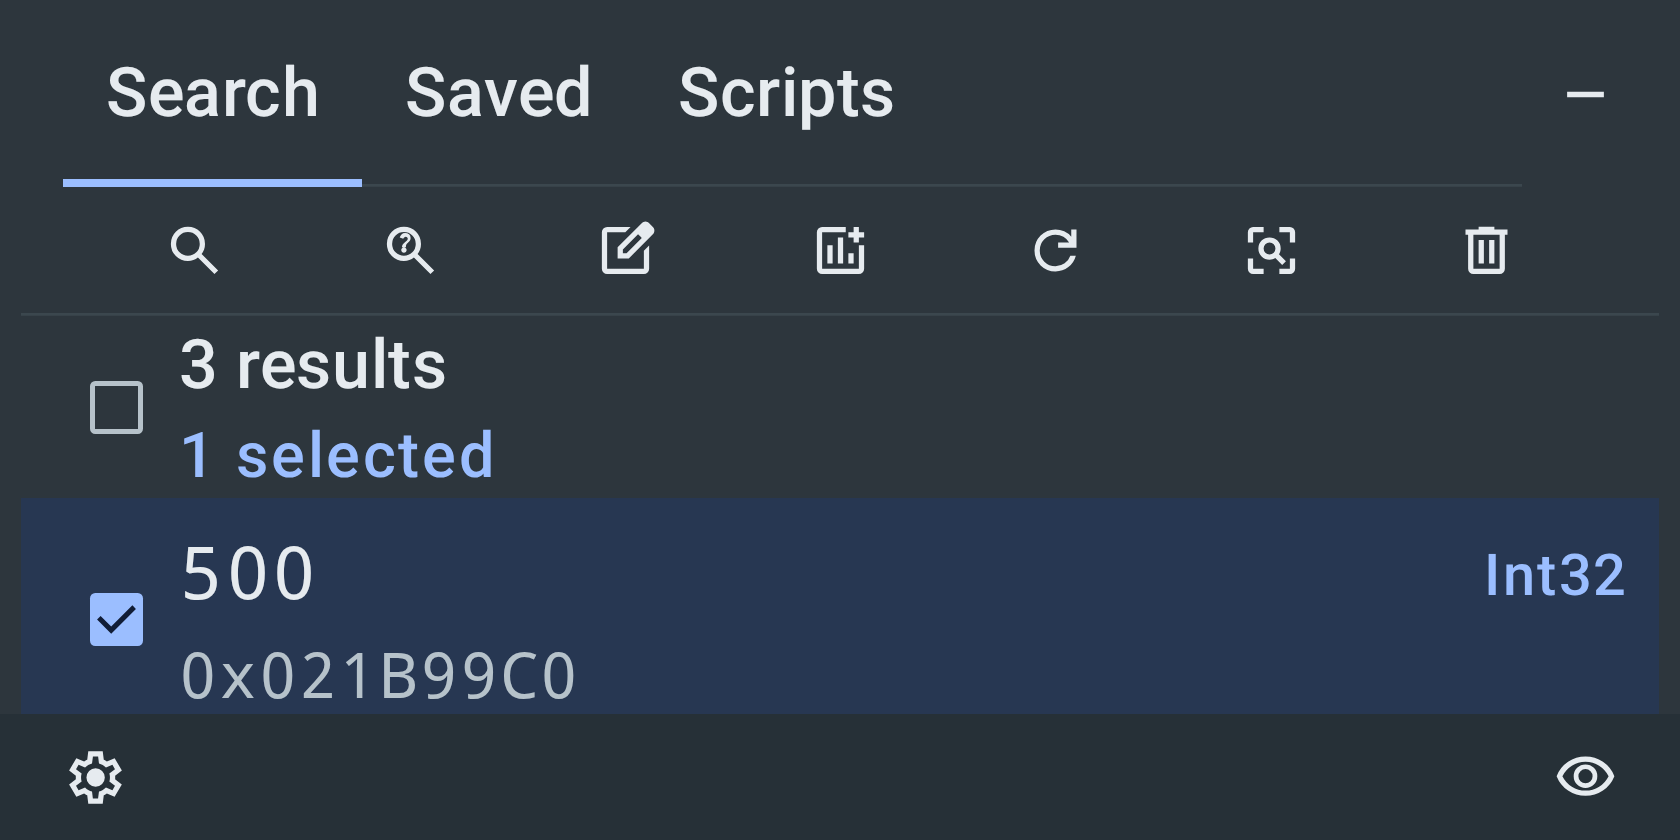 Search Saved Scripts
3 results
1 selected
500 Int32
0x021B99C0